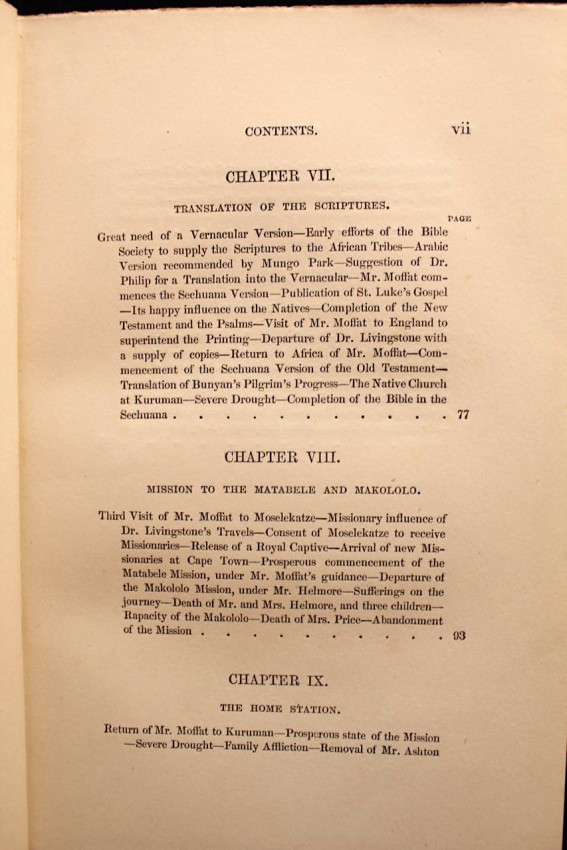 CONTENTS. vii
CHAPTER VII.
TRANSLATION OF THE SCRIPTURES.
PAGE
Great need of a Vernacular Version—Early efforts of the Bible
Society to supply the Scriptures to the African Tribes—Arabic
Version recommended by Mungo Park—Suggestion of Dr.
Philip for a Translation into the Vernacular—Mr. Moffat com-
mences the Sechuana Version—Publication of St. Luke's Gospel
—Its happy influence on the Natives—Completion of the New
Testament and the Psalms—Visit of Mr. Moffat to England to
superintend the Printing—Departure of Dr. Livingstone with
a supply of copies—Return to Africa of Mr. Moffat—Com-
mencement of the Sechuana Version of the Old Testament—
Translation of Bunyan's Pilgrim's Progress—The Native Church
at Kuruman—Severe Drought—Completion of the Bible in the
Sechuana . . . . . . . . . . . 77
CHAPTER VIII.
MISSION TO THE MATABELE AND MAKOLOLO.
Third Visit of Mr. Moffat to Moselekatze—Missionary influence of
Dr. Livingstone's Travels—Consent of Moselekatze to receive
Missionaries—Release of a Royal Captive—Arrival of new Mis-
sionaries at Cape Town—Prosperous commencement of the
Matabele Mission, under Mr. Moffat's guidance—Departure of
the Makololo Mission, under Mr. Helmore—Sufferings on the
journey—Death of Mr. and Mrs. Helmore, and three children—
Rapacity of the Makololo—Death of Mrs. Price—Abandonment
of the Mission . . . . . . . . . . 93
CHAPTER IX.
THE HOME STATION.
Return of Mr. Moffat to Kuruman—Prosperous state of the Mission
—Severe Drought—Family Affliction—Removal of Mr. Ashton